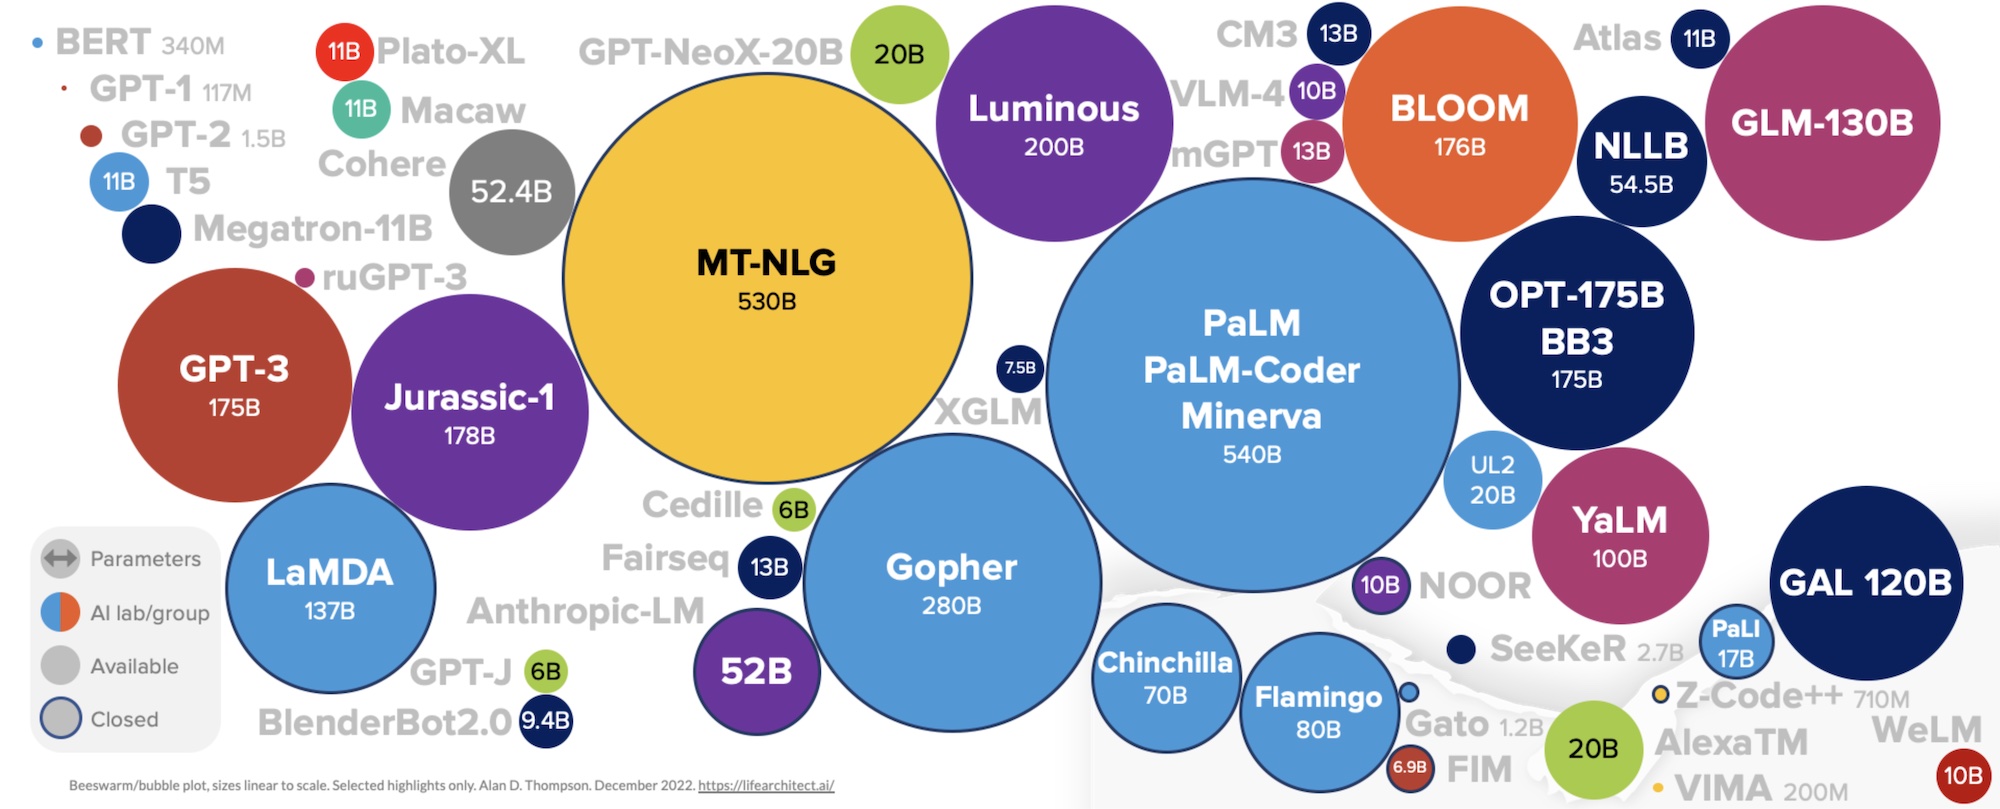 BERT 340M
GPT-1 117M
GPT-2 1.5B
11B T5
Megatron-11B
ruGPT-3
11B Plato-XL
11B Macaw
Cohere
52.4B
GPT-3
175B
Jurassic-1
178B
LaMDA
137B
GPT-J 6B
BlenderBot2.0 9.4B
GPT-NeoX-20B 20B
MT-NLG
530B
Luminous
200B
Cedille 6B
Fairseq 13B
Anthropic-LM
52B
Gopher
280B
7.5B
XGLM
CM3 13B
VLM-4 10B
mGPT 13B
BLOOM
176B
PaLM
PaLM-Coder
Minerva
540B
Atlas 11B
NLLB
54.5B
GLM-130B
OPT-175B
BB3
175B
UL2
20B
YaLM
100B
GAL 120B
10B NOOR
Chinchilla
70B
Flamingo
80B
Gato 1.2B
6.9B FIM
SeeKeR 2.7B
PaLI
17B
Z-Code++ 710M
20B AlexaTM
VIMA 200M
WeLM
10B
Parameters
AI lab/group
Available
Closed
Beeswarm/bubble plot, sizes linear to scale. Selected highlights only. Alan D. Thompson. December 2022. https://lifearchitect.ai/